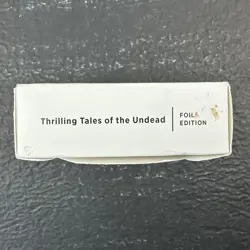 Thrilling Tales of the Undead
FOIL
EDITION